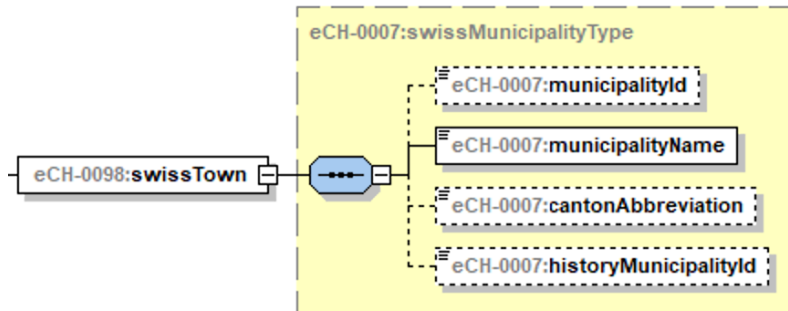 eCH-0007:swissMunicipalityType
eCH-0007:municipalityId
eCH-0007:municipalityName
eCH-0098:swissTown
eCH-0007:cantonAbbreviation
eCH-0007:historyMunicipalityId